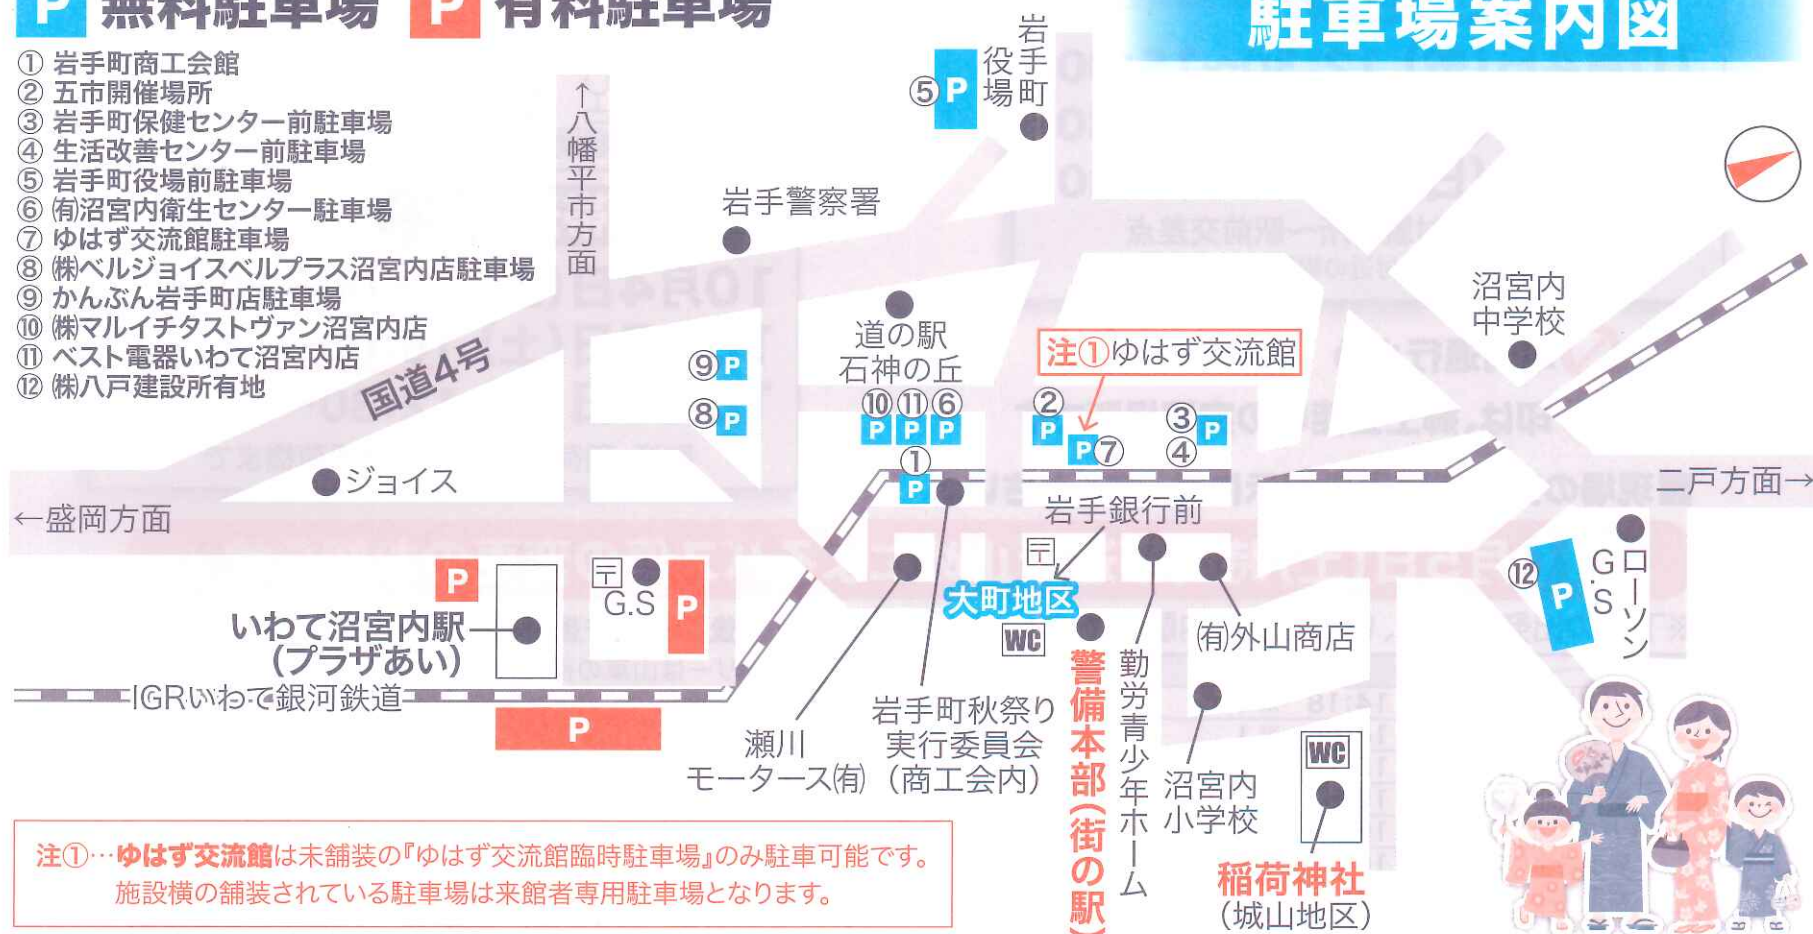 P 無料駐車場 P 有料駐車場
駐車場案内図
① 岩手町商工会館
② 五市開催場所
③ 岩手町保健センター前駐車場
④ 生活改善センター前駐車場
⑤ 岩手町役場前駐車場
⑥ ㈲沼宮内衛生センター駐車場
⑦ ゆはず交流館駐車場
⑧ ㈱ベルジョイスベルプラス沼宮内店駐車場
⑨ かんぶん岩手町店駐車場
⑩ ㈱マルイチタストヴァン沼宮内店
⑪ ベスト電器いわて沼宮内店
⑫ ㈱八戸建設所有地
↑八幡平市方面
⑤ P
岩手町
役場
岩手警察署
国道4号
道の駅
石神の丘
注①ゆはず交流館
沼宮内
中学校
⑨ P
⑧ P
⑩ ⑪ ⑥
P P P
② P
P ⑦
③ P
④
① P
ジョイス
←盛岡方面
二戸方面→
岩手銀行前
〒
大町地区
WC
P
いわて沼宮内駅
(プラザあい)
〒
G.S
P
IGRいわて銀河鉄道
P
瀬川
モータース㈲
岩手町秋祭り
実行委員会
(商工会内)
警備本部(街の駅)
勤労青少年ホーム
㈲外山商店
沼宮内
小学校
WC
稲荷神社
(城山地区)
⑫ P
G.S
ローソン
注①…ゆはず交流館は未舗装の『ゆはず交流館臨時駐車場』のみ駐車可能です。
施設横の舗装されている駐車場は来館者専用駐車場となります。